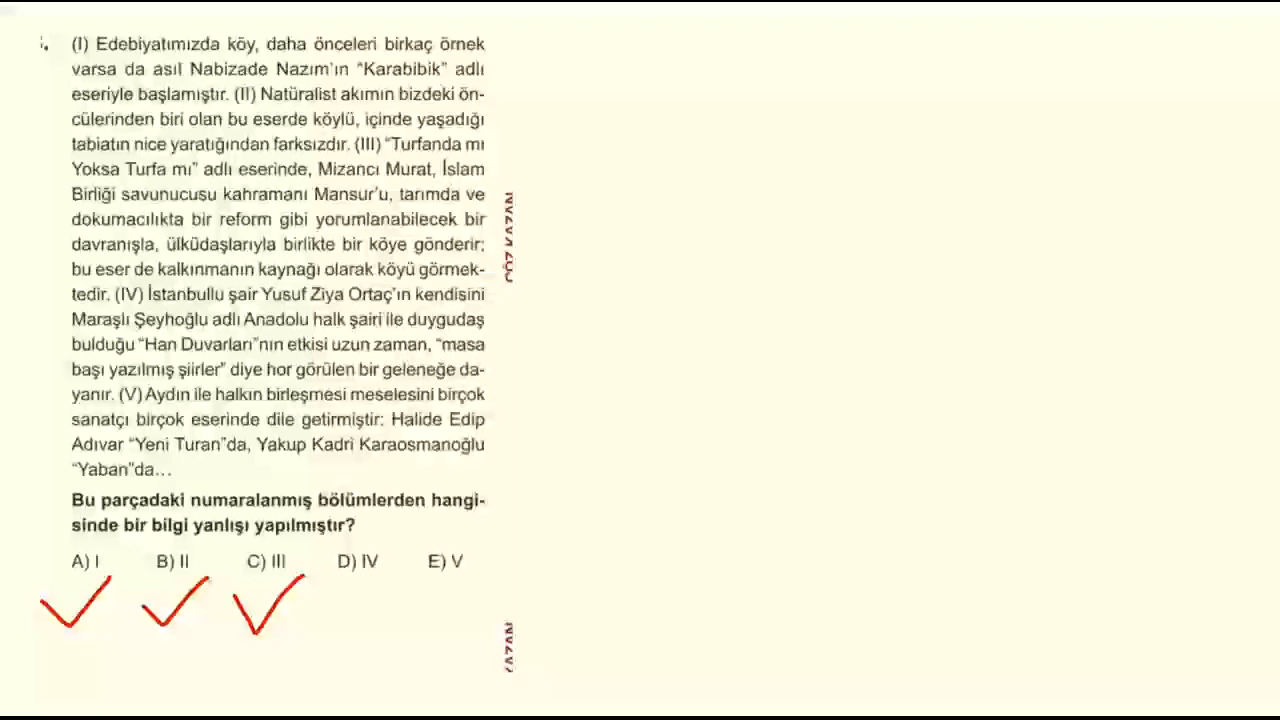 (I) Edebiyatımızda köy, daha önceleri birkaç örnek
varsa da asıl Nabizade Nazım'ın “Karabibik” adlı
eseriyle başlamıştır. (II) Natüralist akımın bizdeki ön-
cülerinden biri olan bu eserde köylü, içinde yaşadığı
tabiatın nice yaratığından farksızdır. (III) “Turfanda mı
Yoksa Turfa mı” adlı eserinde, Mizancı Murat, İslam
Birliği savunucusu kahramanı Mansur'u, tarımda ve
dokumacılıkta bir reform gibi yorumlanabilecek bir
davranışla, ülküdaşlarıyla birlikte bir köye gönderir;
bu eser de kalkınmanın kaynağı olarak köyü görmek-
tedir. (IV) İstanbullu şair Yusuf Ziya Ortaç'ın kendisini
Maraşlı Şeyhoğlu adlı Anadolu halk şairi ile duygudaş
bulduğu “Han Duvarları”nın etkisi uzun zaman, “masa
başı yazılmış şiirler” diye hor görülen bir geleneğe da-
yanır. (V) Aydın ile halkın birleşmesi meselesini birçok
sanatçı birçok eserinde dile getirmiştir: Halide Edip
Adıvar “Yeni Turan”da, Yakup Kadri Karaosmanoğlu
“Yaban”da…
Bu parçadaki numaralanmış bölümlerden hangi-
sinde bir bilgi yanlışı yapılmıştır?
A) I B) II C) III D) IV E) V